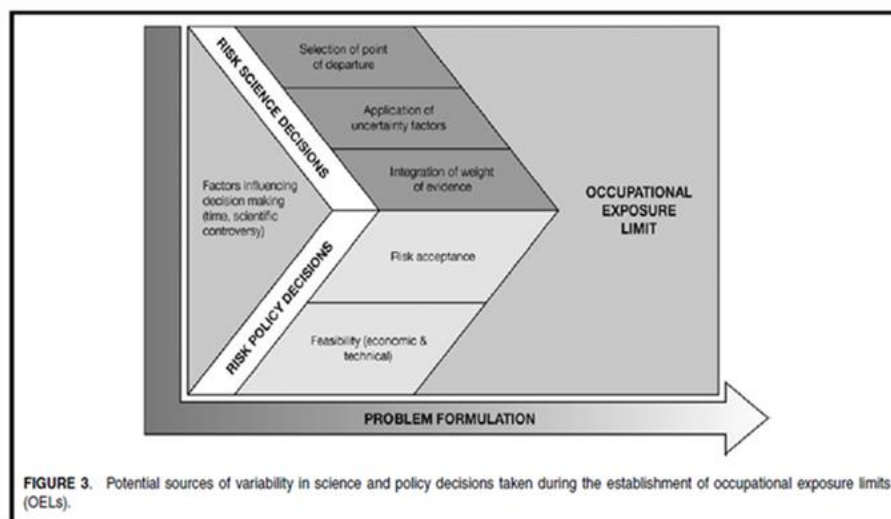 RISK SCIENCE DECISIONS
Selection of point
of departure
Application of
uncertainty factors
Integration of weight
of evidence
Factors influencing
decision making
(time, scientific
controversy)
OCCUPATIONAL
EXPOSURE
LIMIT
RISK POLICY DECISIONS
Risk acceptance
Feasibility (economic &
technical)
PROBLEM FORMULATION
FIGURE 3. Potential sources of variability in science and policy decisions taken during the establishment of occupational exposure limits
(OELs).